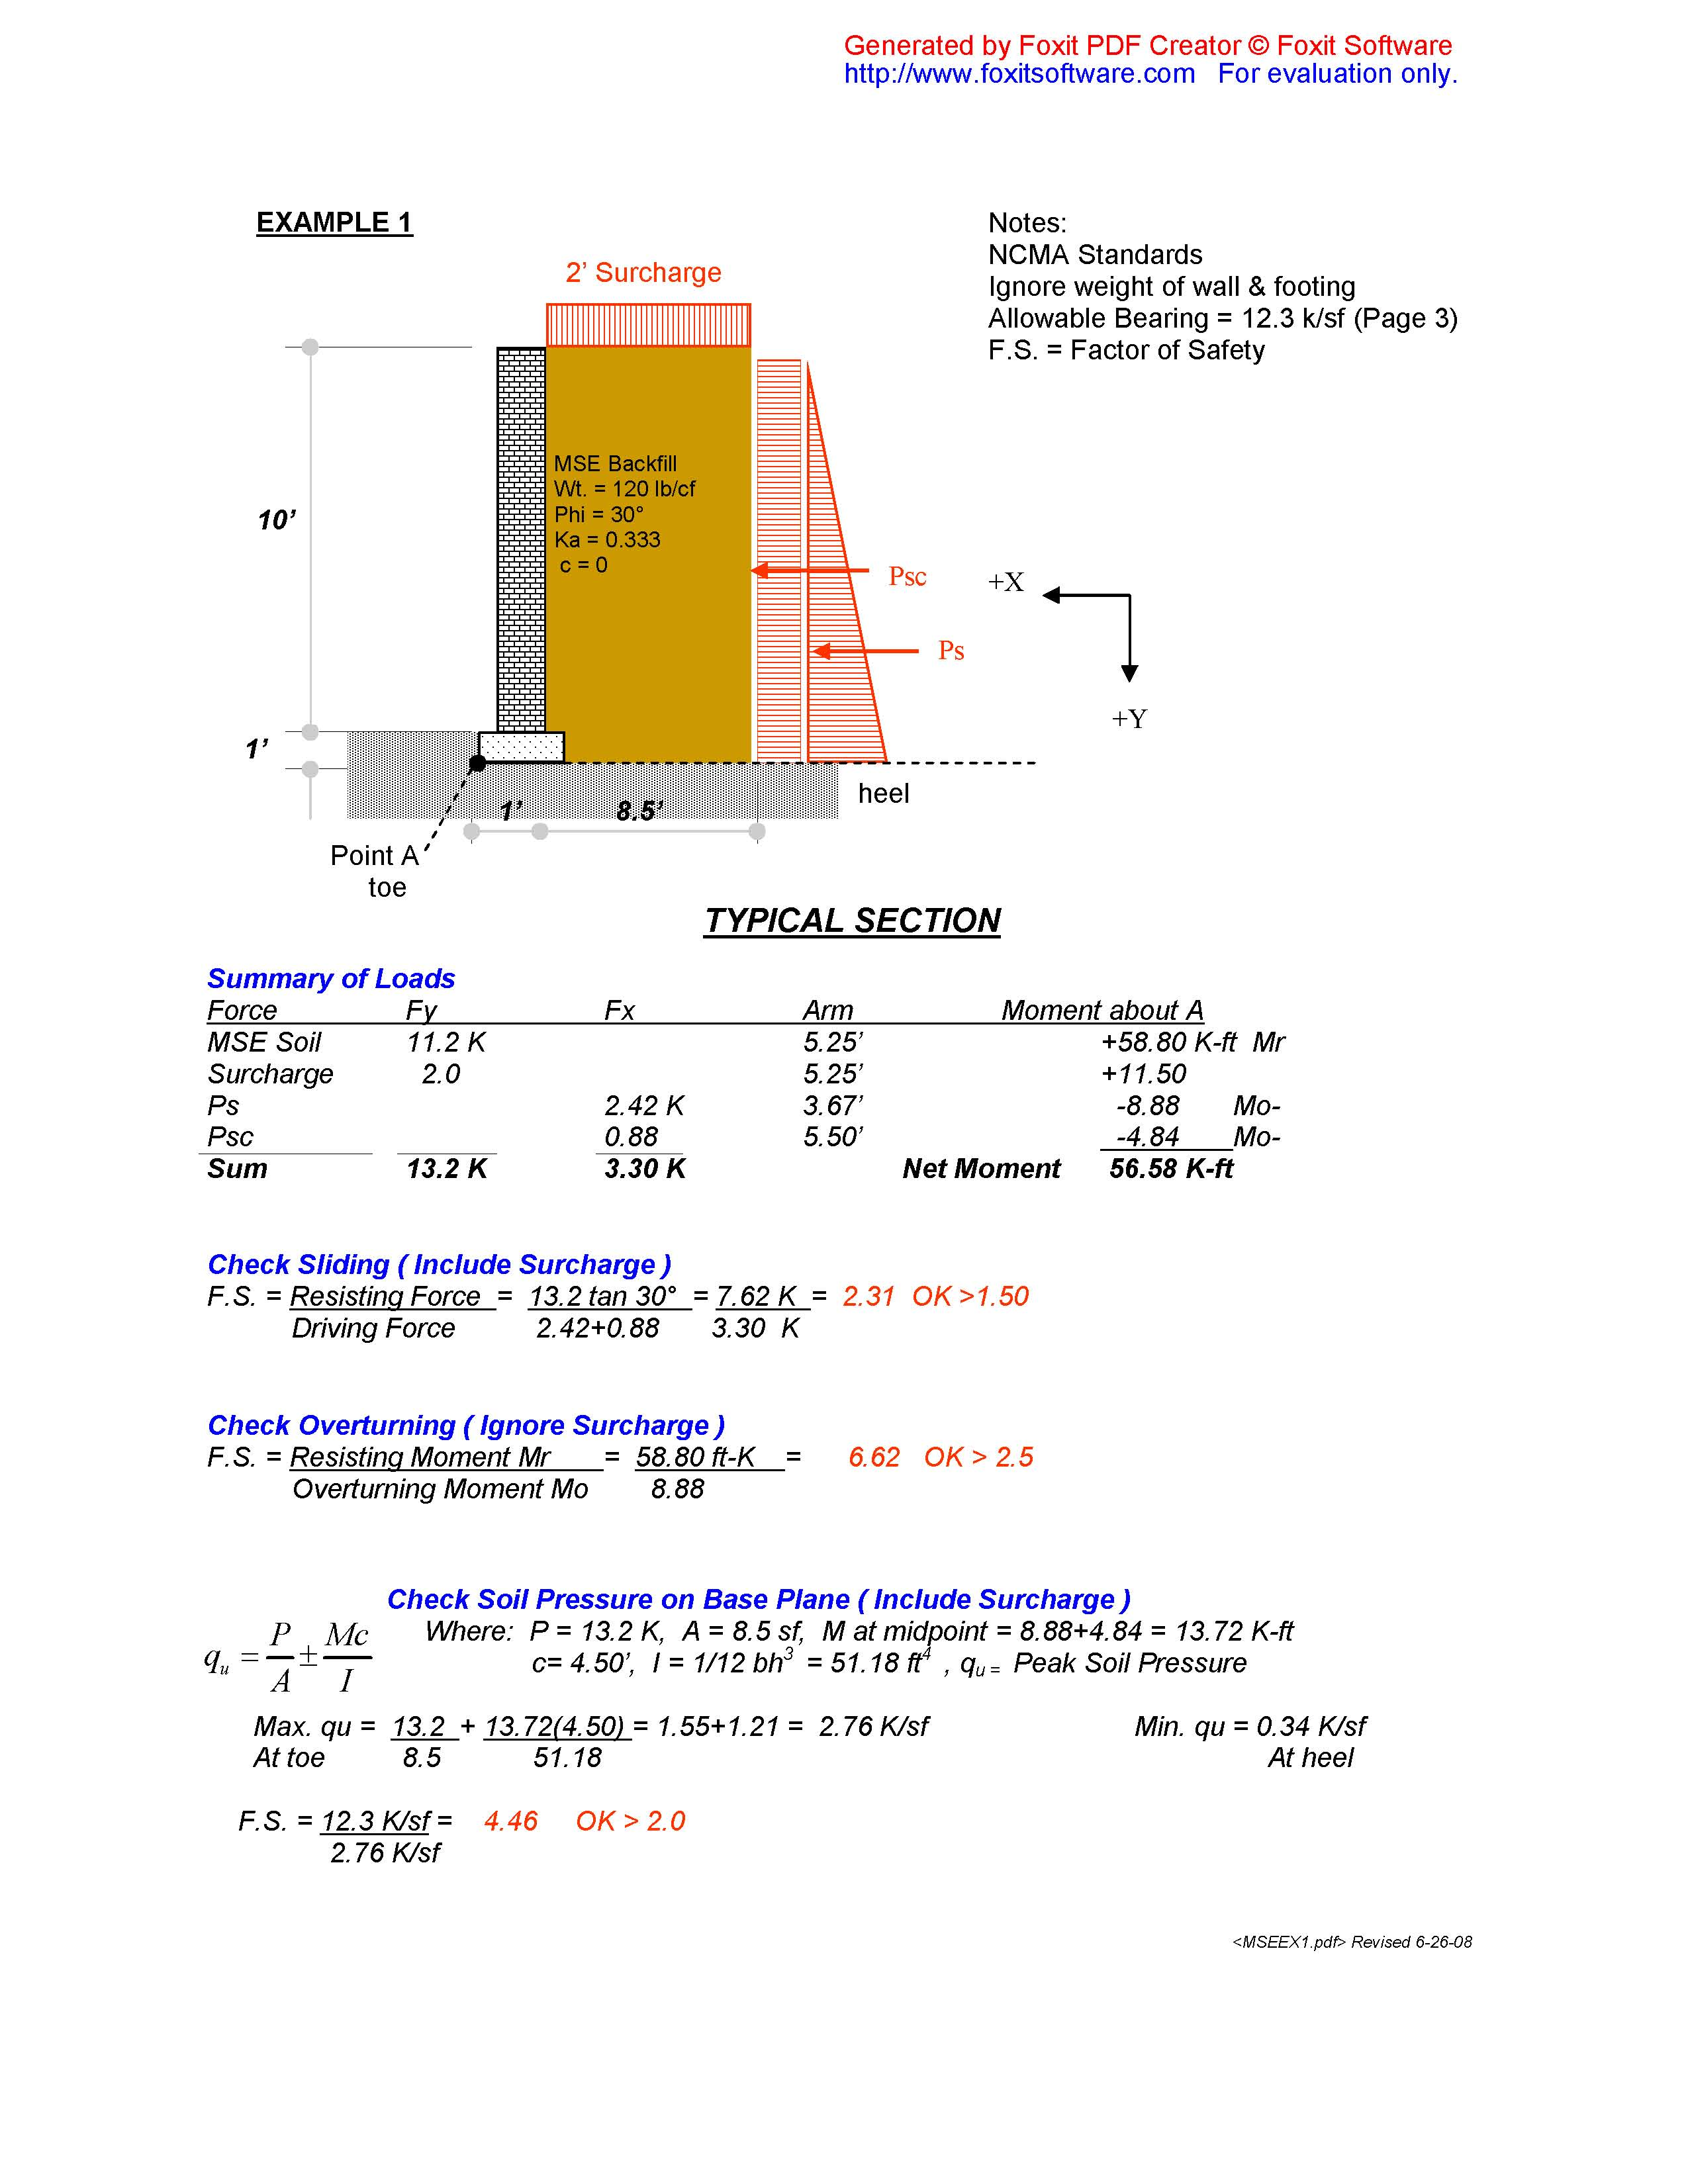 Generated by Foxit PDF Creator © Foxit Software
http://www.foxitsoftware.com   For evaluation only.
EXAMPLE 1
Notes:
NCMA Standards
Ignore weight of wall & footing
Allowable Bearing = 12.3 k/sf (Page 3)
F.S. = Factor of Safety
2’ Surcharge
MSE Backfill
Wt. = 120 lb/cf
Phi = 30°
Ka = 0.333
c = 0
10’
Psc
+X
Ps
+Y
1’
heel
1’ 8.5’
Point A
toe
TYPICAL SECTION
Summary of Loads
Force Fy Fx Arm Moment about A
MSE Soil 11.2 K 5.25’ +58.80 K-ft Mr
Surcharge 2.0 5.25’ +11.50
Ps 2.42 K 3.67’ -8.88 Mo-
Psc 0.88 5.50’ -4.84 Mo-
Sum 13.2 K 3.30 K Net Moment 56.58 K-ft
Check Sliding ( Include Surcharge )
F.S. = Resisting Force = 13.2 tan 30° = 7.62 K = 2.31 OK >1.50
Driving Force 2.42+0.88 3.30 K
Check Overturning ( Ignore Surcharge )
F.S. = Resisting Moment Mr = 58.80 ft-K = 6.62 OK > 2.5
Overturning Moment Mo 8.88
Check Soil Pressure on Base Plane ( Include Surcharge )
qu = P/A ± Mc/I
Where: P = 13.2 K, A = 8.5 sf, M at midpoint = 8.88+4.84 = 13.72 K-ft
c= 4.50’, I = 1/12 bh3 = 51.18 ft4 , qu = Peak Soil Pressure
Max. qu = 13.2 + 13.72(4.50) = 1.55+1.21 = 2.76 K/sf Min. qu = 0.34 K/sf
At toe 8.5 51.18 At heel
F.S. = 12.3 K/sf = 4.46 OK > 2.0
2.76 K/sf
<MSEEX1.pdf> Revised 6-26-08